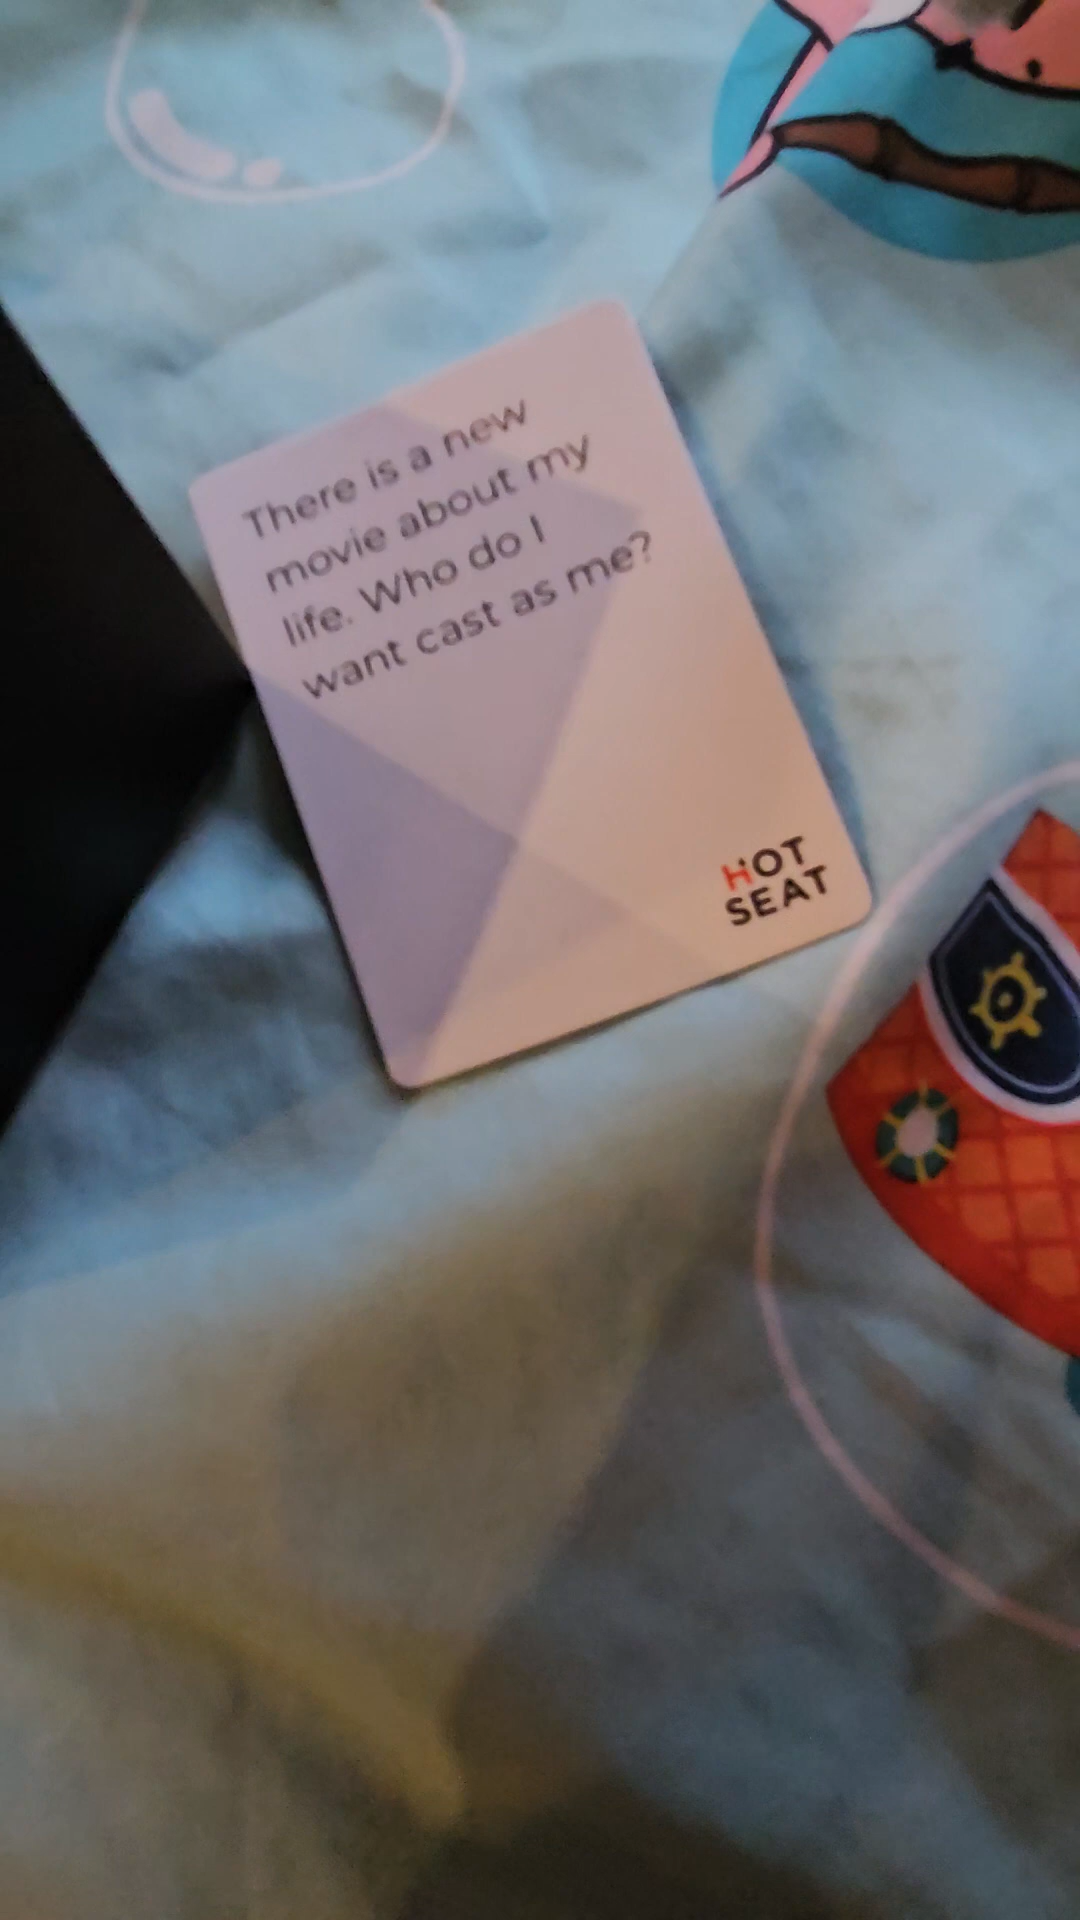 There is a new
movie about my
life. Who do I
want cast as me?
HOT
SEAT